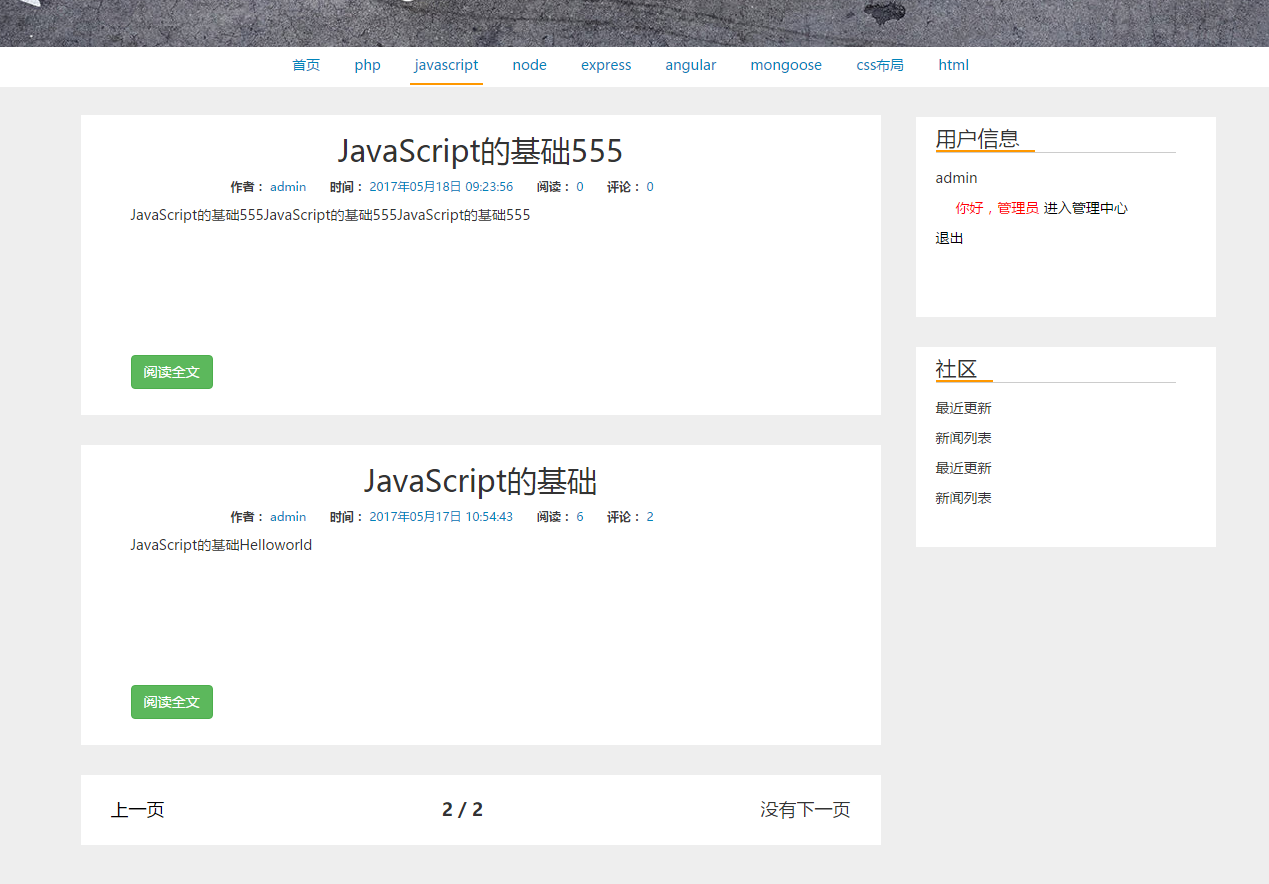 首页 php javascript node express angular mongoose css布局 html
JavaScript的基础555
作者： admin 时间： 2017年05月18日 09:23:56 阅读： 0 评论： 0
JavaScript的基础555JavaScript的基础555JavaScript的基础555
阅读全文
JavaScript的基础
作者： admin 时间： 2017年05月17日 10:54:43 阅读： 6 评论： 2
JavaScript的基础Helloworld
阅读全文
上一页 2 / 2 没有下一页
用户信息
admin
你好，管理员 进入管理中心
退出
社区
最近更新
新闻列表
最近更新
新闻列表